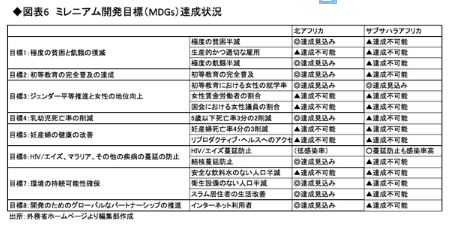 ◆図表6 ミレニアム開発目標(MDGs)達成状況
北アフリカ サブサハラアフリカ
目標1:極度の貧困と飢餓の撲滅 極度の貧困半減 ◎達成見込み ▲達成不可能
生産的かつ適切な雇用 ▲達成不可能 ▲達成不可能
極度の飢餓半減 ◎達成見込み ▲達成不可能
目標2:初等教育の完全普及の達成 初等教育の完全普及 ◎達成見込み ▲達成不可能
目標3:ジェンダー平等推進と女性の地位向上 初等教育における女性の就学率 ◎達成見込み ◎達成見込み
女性賃金労働者の割合 ▲達成不可能 ▲達成不可能
国会における女性議員の割合 ▲達成不可能 ▲達成不可能
目標4:乳幼児死亡率の削減 5歳以下死亡率3分の2削減 ◎達成見込み ▲達成不可能
目標5:妊産婦の健康の改善 妊産婦死亡率4分の3削減 ▲達成不可能 ▲達成不可能
リプロダクティブ・ヘルスへのアクセ ▲達成不可能 ▲達成不可能
目標6:HIV/エイズ、マラリア、その他の疾病の蔓延の防止 HIV/エイズ蔓延防止 (低感染率) 〇蔓延防止も感染率高
結核蔓延防止 ◎達成見込み ▲達成不可能
目標7:環境の持続可能性確保 安全な飲料水のない人口半減 ▲達成不可能 ▲達成不可能
衛生設備のない人口半減 ◎達成見込み ▲達成不可能
スラム居住者の生活改善 ◎達成見込み ▲達成不可能
目標8:開発のためのグローバルなパートナーシップの推進 インターネット利用者 ◎達成見込み ▲達成不可能
出所:外務省ホームページより編集部作成